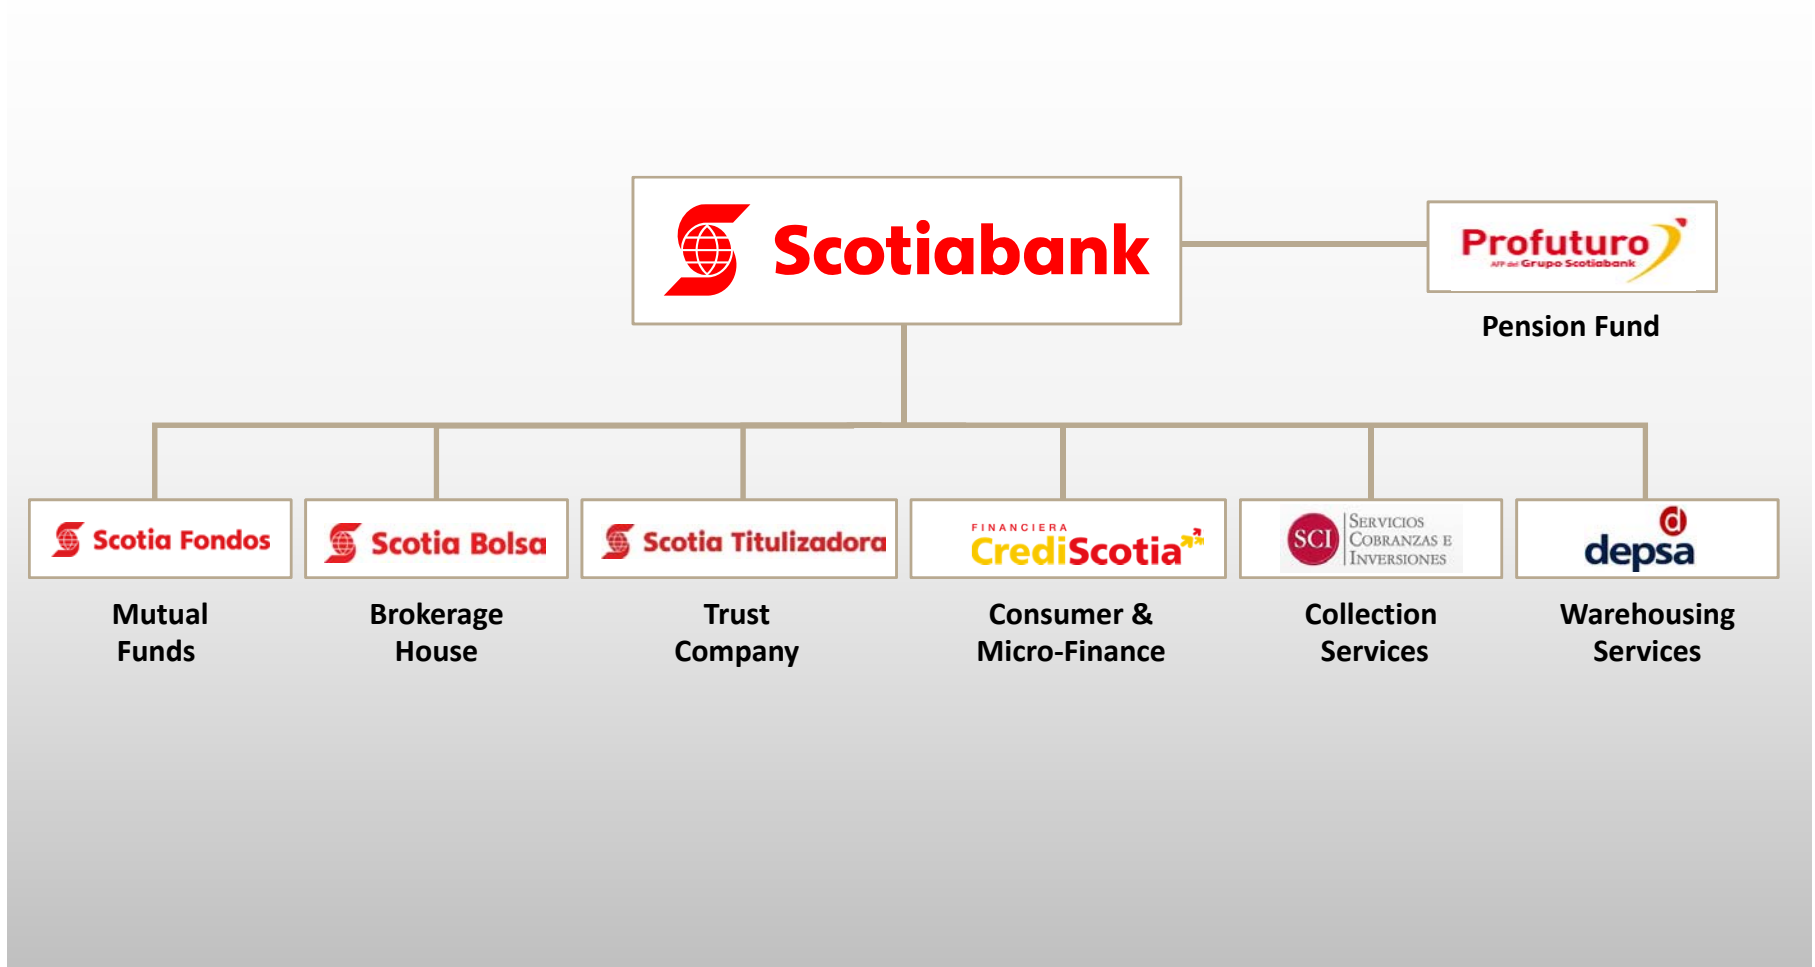 Scotiabank
Profuturo
AFP del Grupo Scotiabank
Pension Fund
Scotia Fondos
Mutual
Funds
Scotia Bolsa
Brokerage
House
Scotia Titulizadora
Trust
Company
FINANCIERA
CrediScotia
Consumer &
Micro-Finance
SCI
SERVICIOS
COBRANZAS E
INVERSIONES
Collection
Services
d
depsa
Warehousing
Services